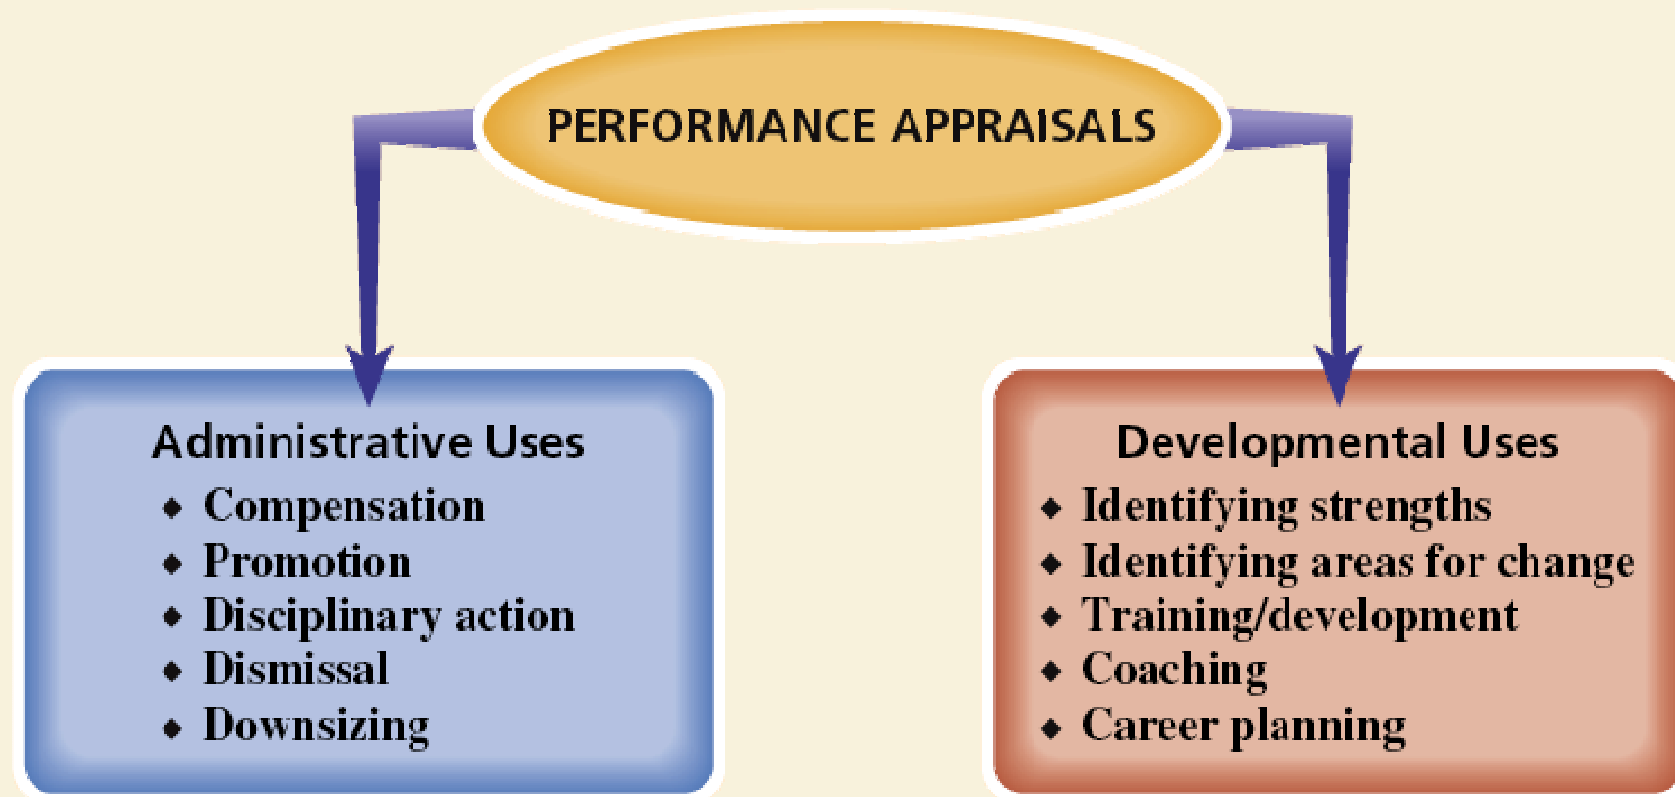 PERFORMANCE APPRAISALS
Administrative Uses
◆ Compensation
◆ Promotion
◆ Disciplinary action
◆ Dismissal
◆ Downsizing
Developmental Uses
◆ Identifying strengths
◆ Identifying areas for change
◆ Training/development
◆ Coaching
◆ Career planning